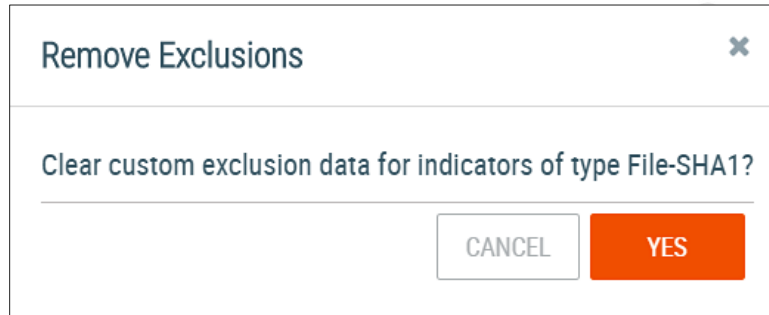 Remove Exclusions
Clear custom exclusion data for indicators of type File-SHA1?
CANCEL
YES